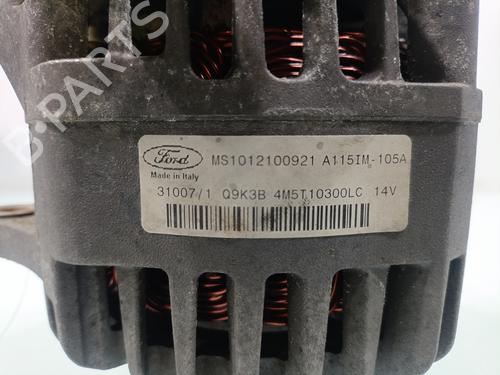 B-PARTS
Ford
Made in Italy
MS1012100921 A115IM-105A
31007/1 Q9K3B 4M5T10300LC 14V